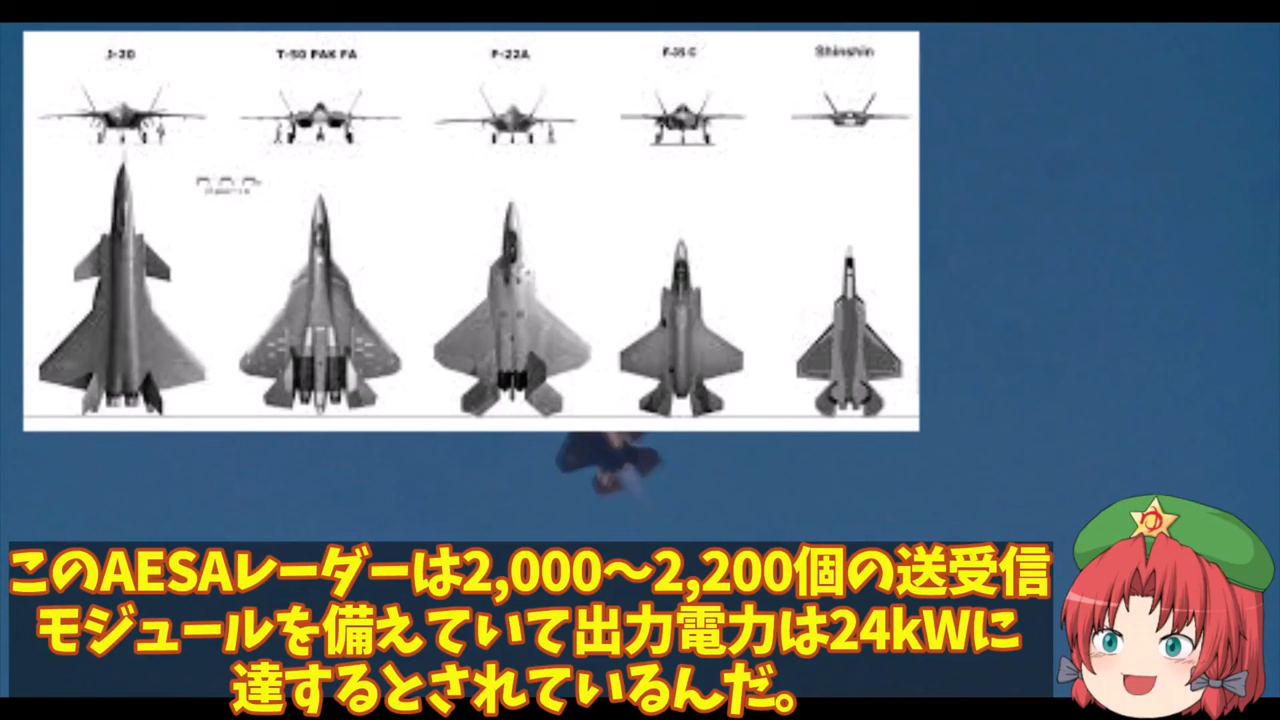 J-20
T-50 PAK FA
F-22A
F-35 C
Shinshin
このAESAレーダーは2,000～2,200個の送受信
モジュールを備えていて出力電力は24kWに
達するとされているんだ。